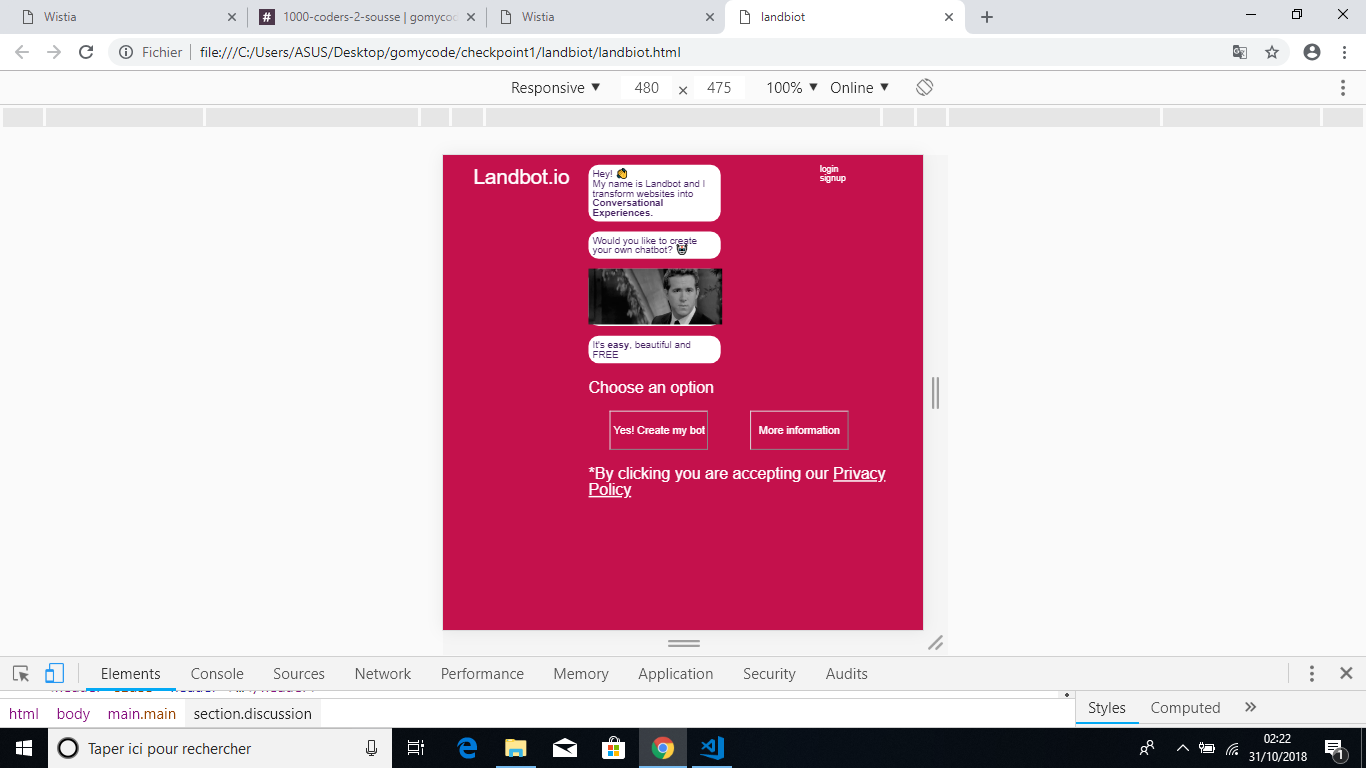 Wistia
1000-coders-2-sousse | gomycod
Wistia
landbiot
Fichier
file:///C:/Users/ASUS/Desktop/gomycode/checkpoint1/landbiot/landbiot.html
Responsive ▼ 480 × 475 100% ▼ Online ▼
Landbot.io
Hey! 👋
My name is Landbot and I
transform websites into
Conversational
Experiences.
login
signup
Would you like to create
your own chatbot?
It's easy, beautiful and
FREE
Choose an option
Yes! Create my bot
More information
*By clicking you are accepting our Privacy
Policy
Elements Console Sources Network Performance Memory Application Security Audits
html body main.main section.discussion
Styles Computed »
Taper ici pour rechercher
02:22
31/10/2018
1